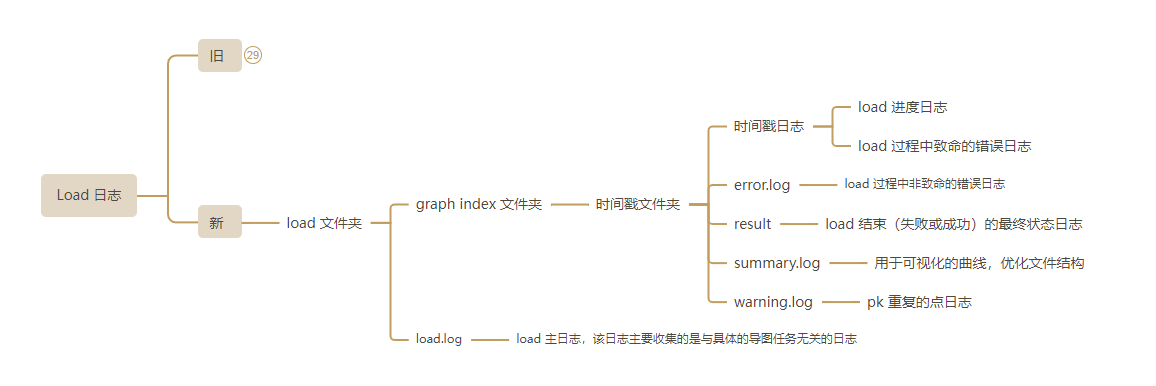 Load 日志
旧
29
新
load 文件夹
graph index 文件夹
时间戳文件夹
时间戳日志
load 进度日志
load 过程中致命的错误日志
error.log
load 过程中非致命的错误日志
result
load 结束（失败或成功）的最终状态日志
summary.log
用于可视化的曲线，优化文件结构
warning.log
pk 重复的点日志
load.log
load 主日志，该日志主要收集的是与具体的导图任务无关的日志